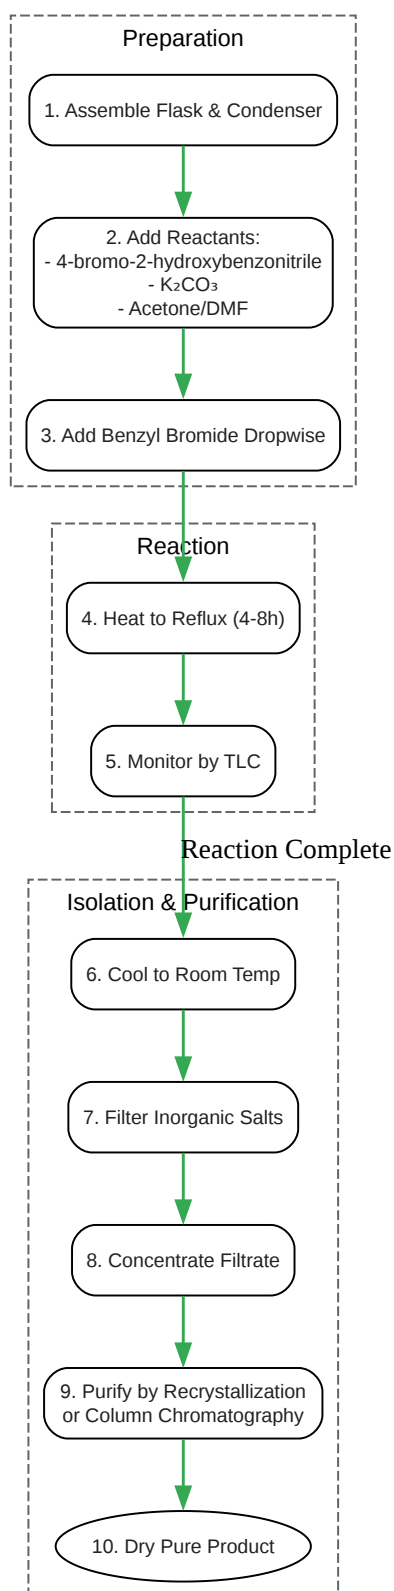 Preparation
1. Assemble Flask & Condenser
2. Add Reactants:
- 4-bromo-2-hydroxybenzonitrile
- K₂CO₃
- Acetone/DMF
3. Add Benzyl Bromide Dropwise
Reaction
4. Heat to Reflux (4-8h)
5. Monitor by TLC
Reaction Complete
Isolation & Purification
6. Cool to Room Temp
7. Filter Inorganic Salts
8. Concentrate Filtrate
9. Purify by Recrystallization
or Column Chromatography
10. Dry Pure Product